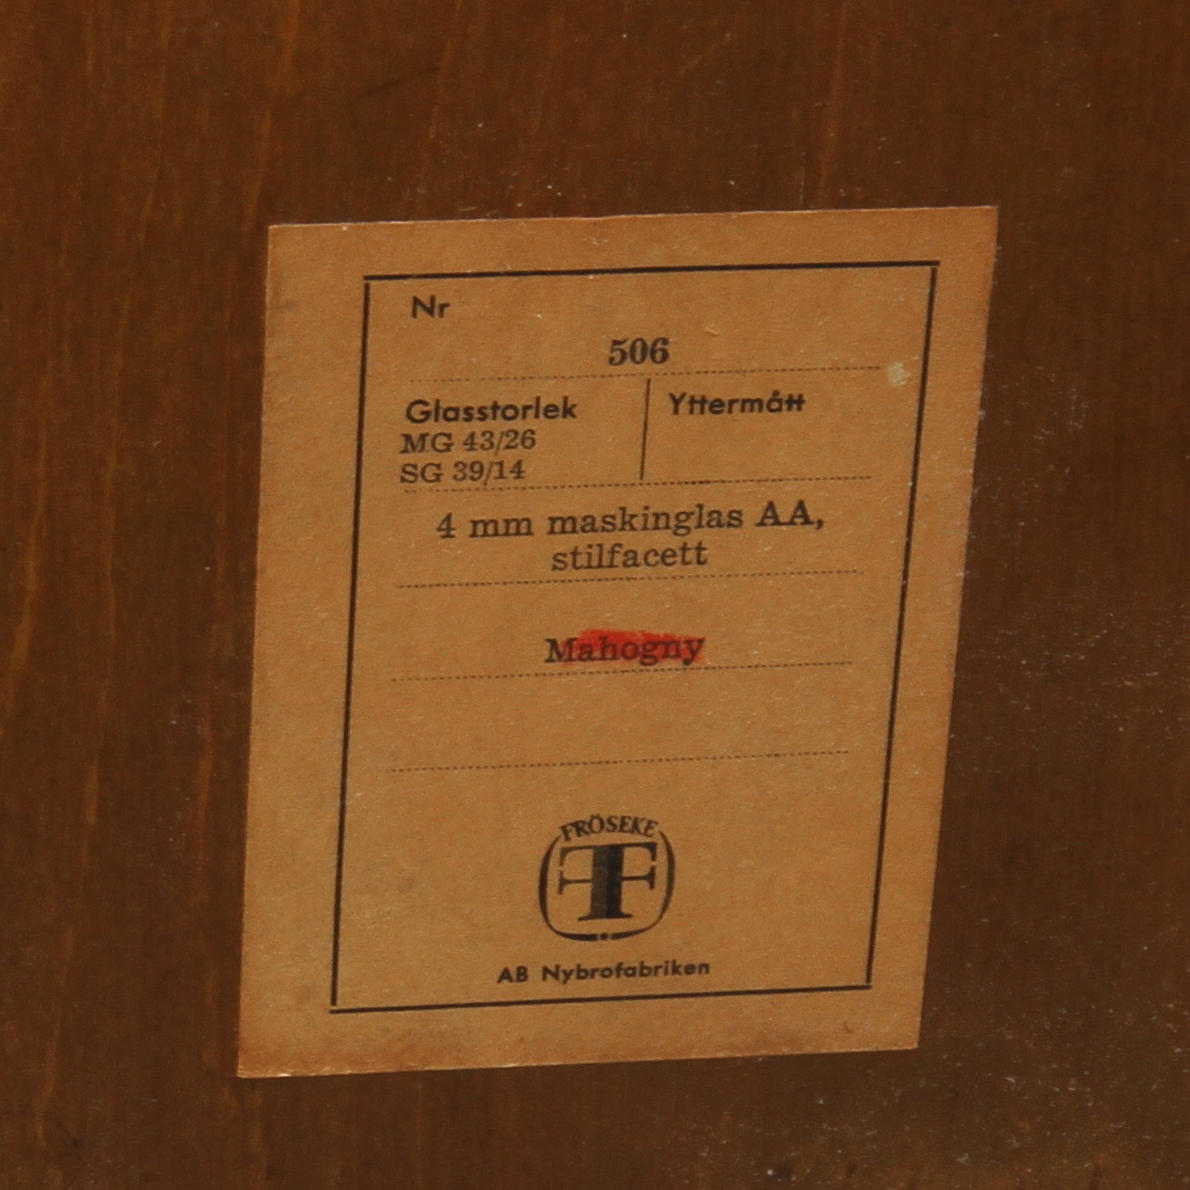 Nr
506
Glasstorlek
Yttermått
MG 43/26
SG 39/14
4 mm maskinglas AA,
stilfacett
Mahogny
FRÖSEKE
F
AB Nybrofabriken